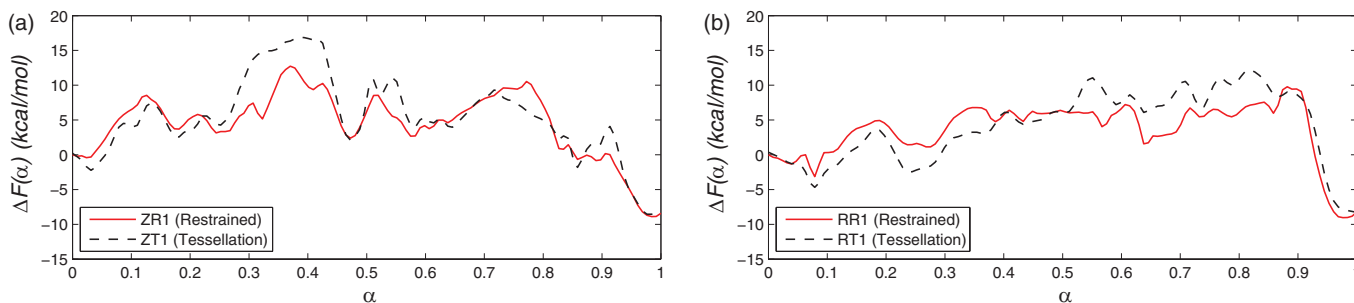 (a)
20
15
10
5
0
−5
−10
−15
ΔF(α) (kcal/mol)
ZR1 (Restrained)
ZT1 (Tessellation)
0 0.1 0.2 0.3 0.4 0.5 0.6 0.7 0.8 0.9 1
α
(b)
20
15
10
5
0
−5
−10
−15
ΔF(α) (kcal/mol)
RR1 (Restrained)
RT1 (Tessellation)
0 0.1 0.2 0.3 0.4 0.5 0.6 0.7 0.8 0.9 1
α